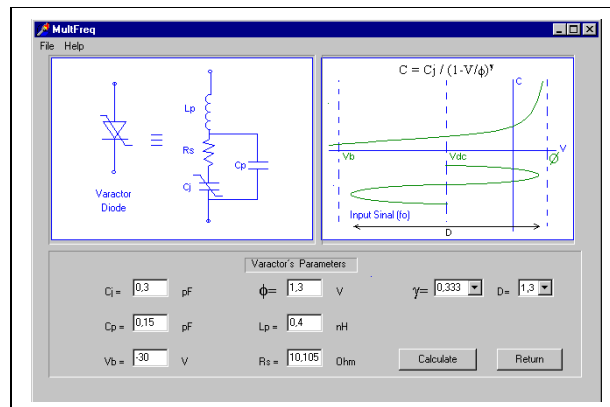 MultFreq
File Help
Lp
Rs
Cp
Cj
Varactor
Diode
C = Cj / (1-V/ϕ)^γ
C
Vb
Vdc
V
Ø
Input Sinal (fo)
D
Varactor's Parameters
Cj = 0,3 pF
ϕ= 1,3 V
γ= 0,333
D= 1,3
Cp = 0,15 pF
Lp = 0,4 nH
Vb = -30 V
Rs = 10,105 Ohm
Calculate
Return